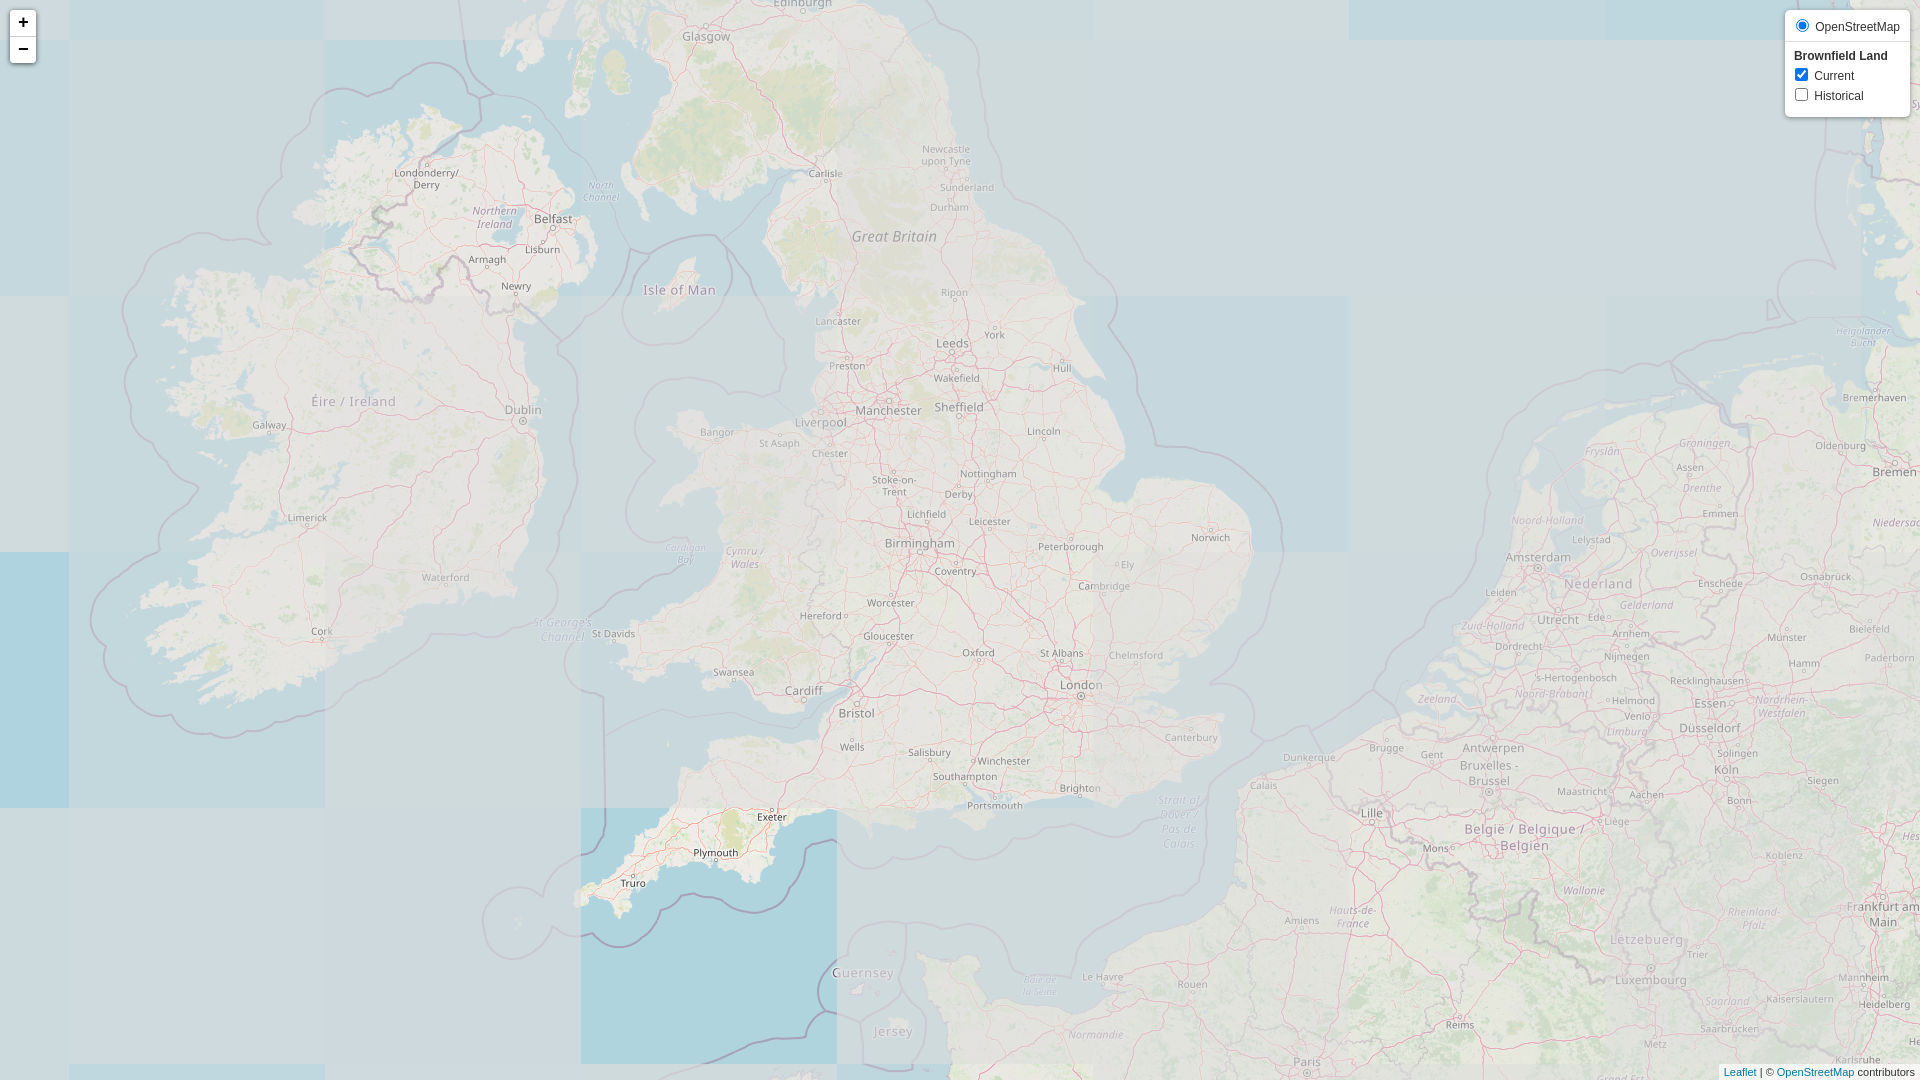 +
−
OpenStreetMap
Brownfield Land
Current
Historical
Edinburgh
Glasgow
Londonderry/
Derry
North
Channel
Northern
Ireland
Belfast
Lisburn
Armagh
Newry
Carlisle
Newcastle
upon Tyne
Sunderland
Durham
Great Britain
Isle of Man
Ripon
Lancaster
York
Leeds
Preston
Wakefield
Hull
Éire / Ireland
Dublin
Galway
Manchester
Sheffield
Liverpool
Bangor
St Asaph
Chester
Lincoln
Nottingham
Stoke-on-
Trent
Derby
Limerick
Lichfield
Leicester
Birmingham
Peterborough
Norwich
Cardigan
Bay
Cymru /
Wales
Coventry
Ely
Waterford
Cambridge
Worcester
Hereford
St George's
Channel
Cork
St Davids
Gloucester
Oxford
St Albans
Chelmsford
Swansea
Cardiff
London
Bristol
Wells
Salisbury
Winchester
Canterbury
Southampton
Brighton
Portsmouth
Exeter
Plymouth
Truro
Strait of
Dover /
Pas de
Calais
Helgoländer
Bucht
Bremerhaven
Groningen
Fryslân
Oldenburg
Assen
Bremen
Drenthe
Emmen
Noord-Holland
Niedersac
Lelystad
Amsterdam
Overijssel
Nederland
Enschede
Osnabrück
Leiden
Gelderland
Utrecht
Ede
Zuid-Holland
Arnhem
Münster
Bielefeld
Dordrecht
Nijmegen
Hamm
Paderborn
's-Hertogenbosch
Recklinghausen
Noord-Brabant
Zeeland
Helmond
Essen
Nordrhein-
Westfalen
Venlo
Düsseldorf
Limburg
Dunkerque
Brugge
Gent
Antwerpen
Solingen
Bruxelles -
Brussel
Köln
Calais
Maastricht
Aachen
Siegen
Bonn
Lille
Liège
België / Belgique /
Belgien
Mons
Hes
Koblenz
Wallonie
Hauts-de-
France
Amiens
Rheinland-
Pfalz
Frankfurt am
Main
Letzebuerg
Trier
Luxembourg
Guernsey
Le Havre
Baie de
la Seine
Rouen
Mannheim
Saarland
Kaiserslautern
Heidelberg
Jersey
Normandie
Reims
Saarbrücken
Metz
Paris
Karlsruhe
Grand Est
Leaflet | © OpenStreetMap contributors